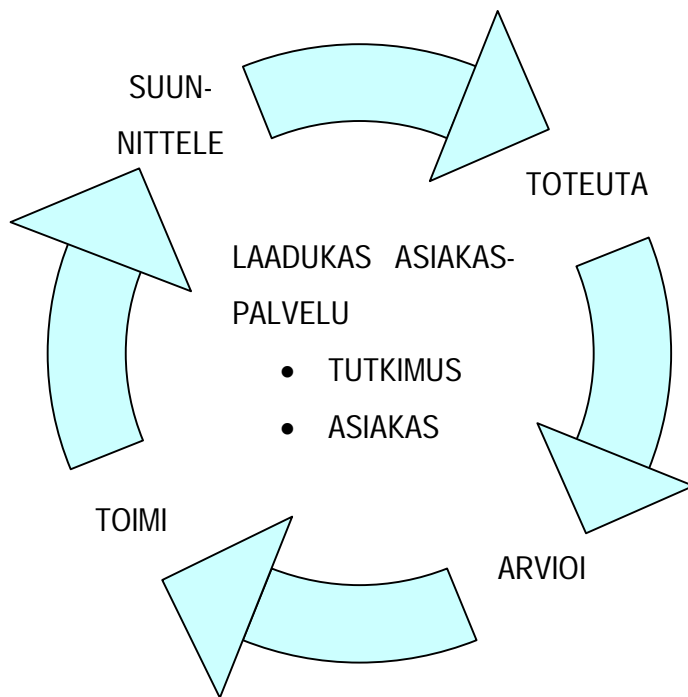 SUUN-
NITTELE
TOTEUTA
LAADUKAS ASIAKAS-
PALVELU
• TUTKIMUS
• ASIAKAS
TOIMI
ARVIOI